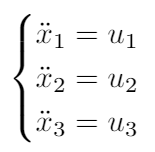 ẍ₁ = u₁
ẍ₂ = u₂
ẍ₃ = u₃